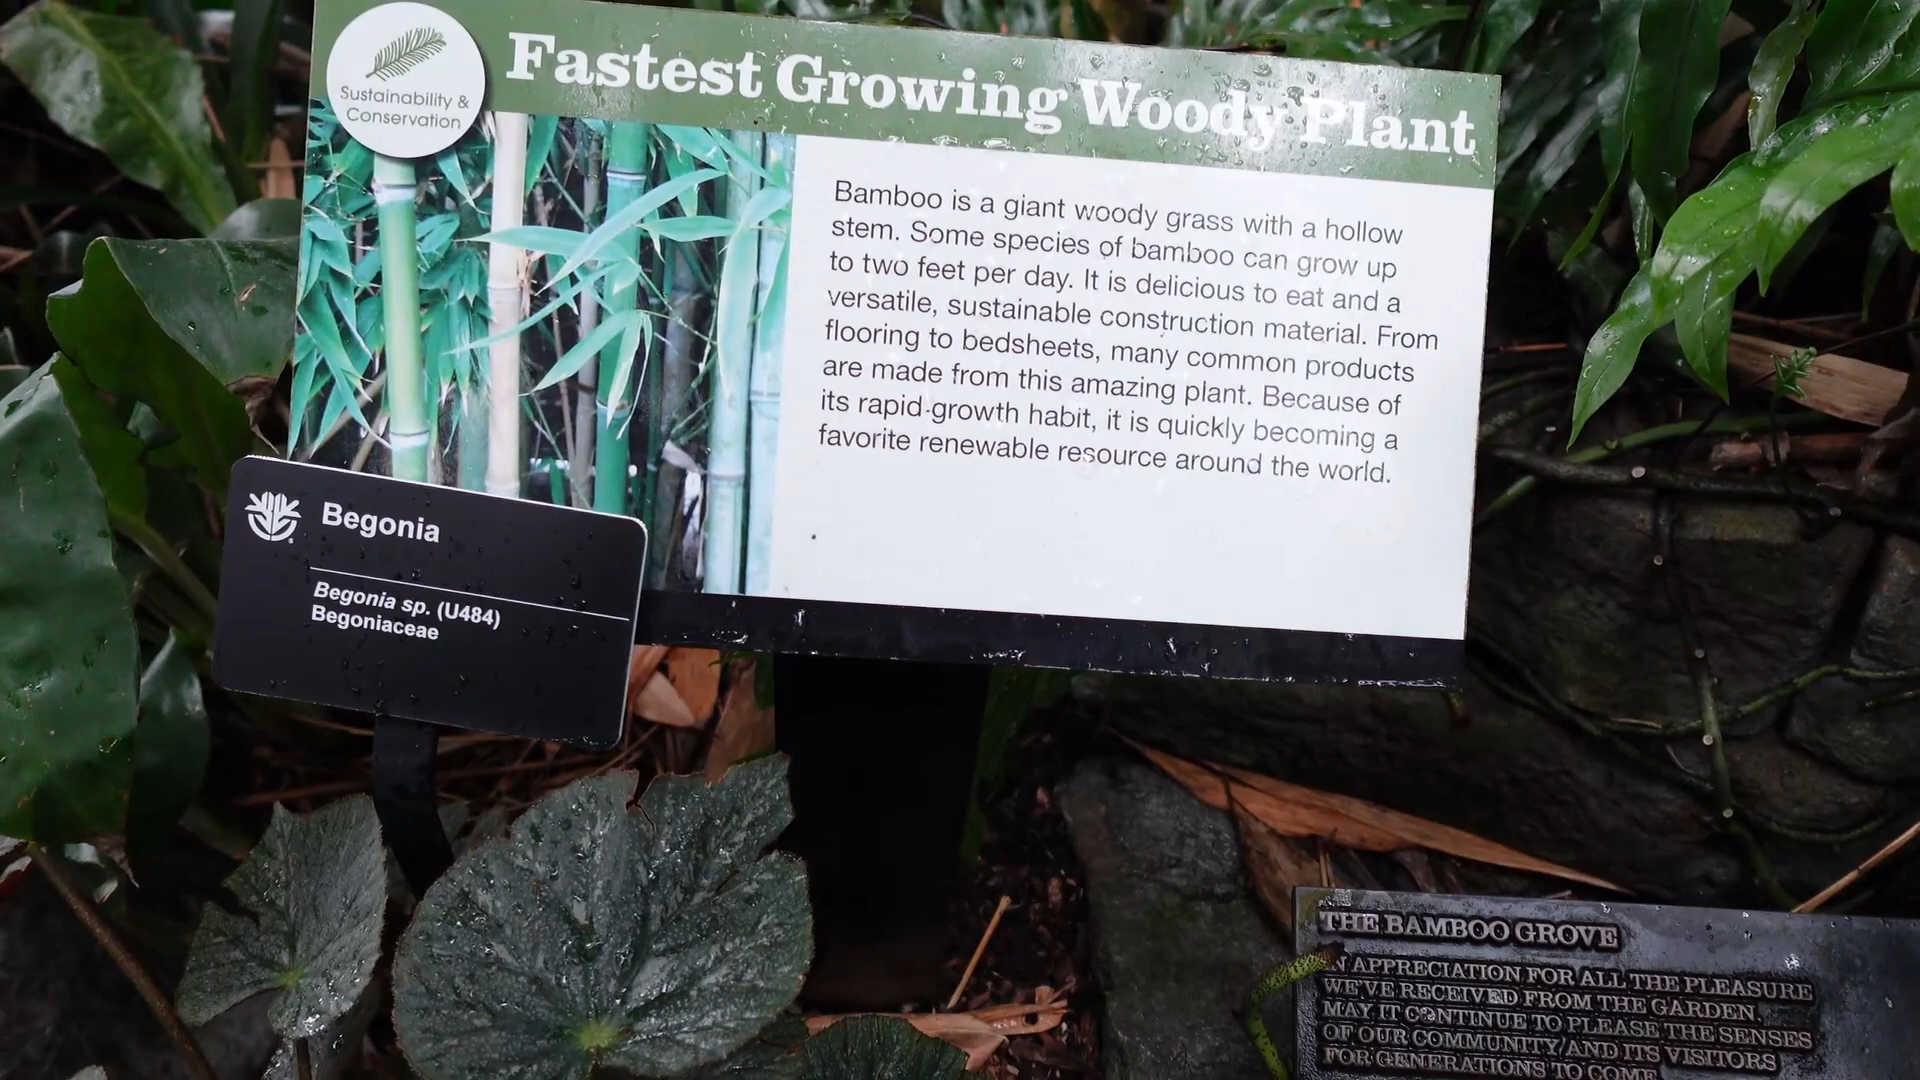 Sustainability &
Conservation
Fastest Growing Woody Plant
Bamboo is a giant woody grass with a hollow
stem. Some species of bamboo can grow up
to two feet per day. It is delicious to eat and a
versatile, sustainable construction material. From
flooring to bedsheets, many common products
are made from this amazing plant. Because of
its rapid-growth habit, it is quickly becoming a
favorite renewable resource around the world.
Begonia
Begonia sp. (U484)
Begoniaceae
THE BAMBOO GROVE
IN APPRECIATION FOR ALL THE PLEASURE
WE'VE RECEIVED FROM THE GARDEN.
MAY IT CONTINUE TO PLEASE THE SENSES
OF OUR COMMUNITY AND ITS VISITORS
FOR GENERATIONS TO COME